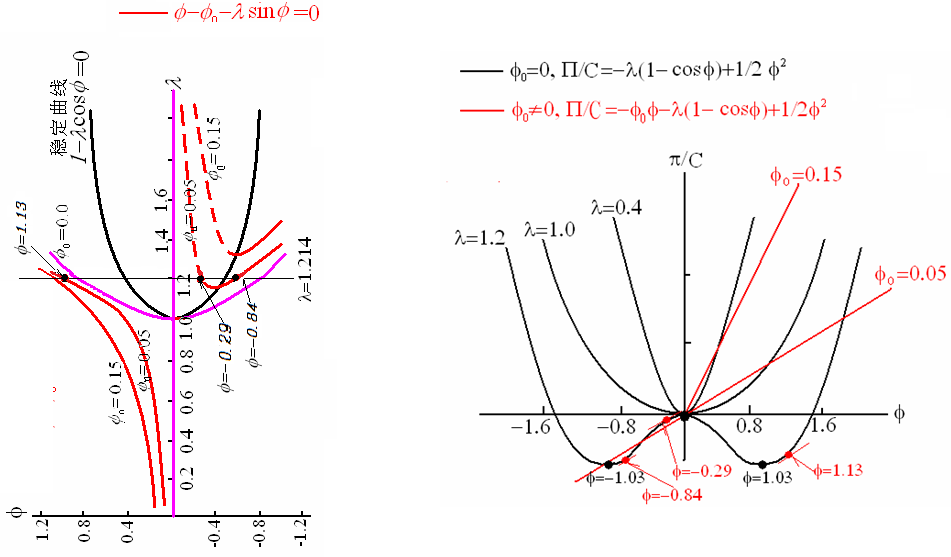 φ−φ₀−λ sinφ=0
稳定曲线
1−λcosφ=0
λ
φ=1.13
φ₀=0.0
φ₀=0.15
φ₀=0.05
1.6
1.4
1.2
1.0
0.8
0.6
0.4
0.2
λ=1.214
φ=−0.29
φ=−0.84
φ₀=0.15
φ₀=0.05
φ
1.2
0.8
0.4
-0.4
-0.8
-1.2
φ₀=0, Π/C=−λ(1−cosφ)+1/2 φ²
φ₀≠0, Π/C=−φ₀φ−λ(1−cosφ)+1/2φ²
π/C
φ₀=0.15
λ=1.2
λ=1.0
λ=0.4
φ₀=0.05
−1.6
−0.8
0.8
1.6
φ
φ=−1.03
φ=−0.29
φ=−0.84
φ=1.03
φ=1.13